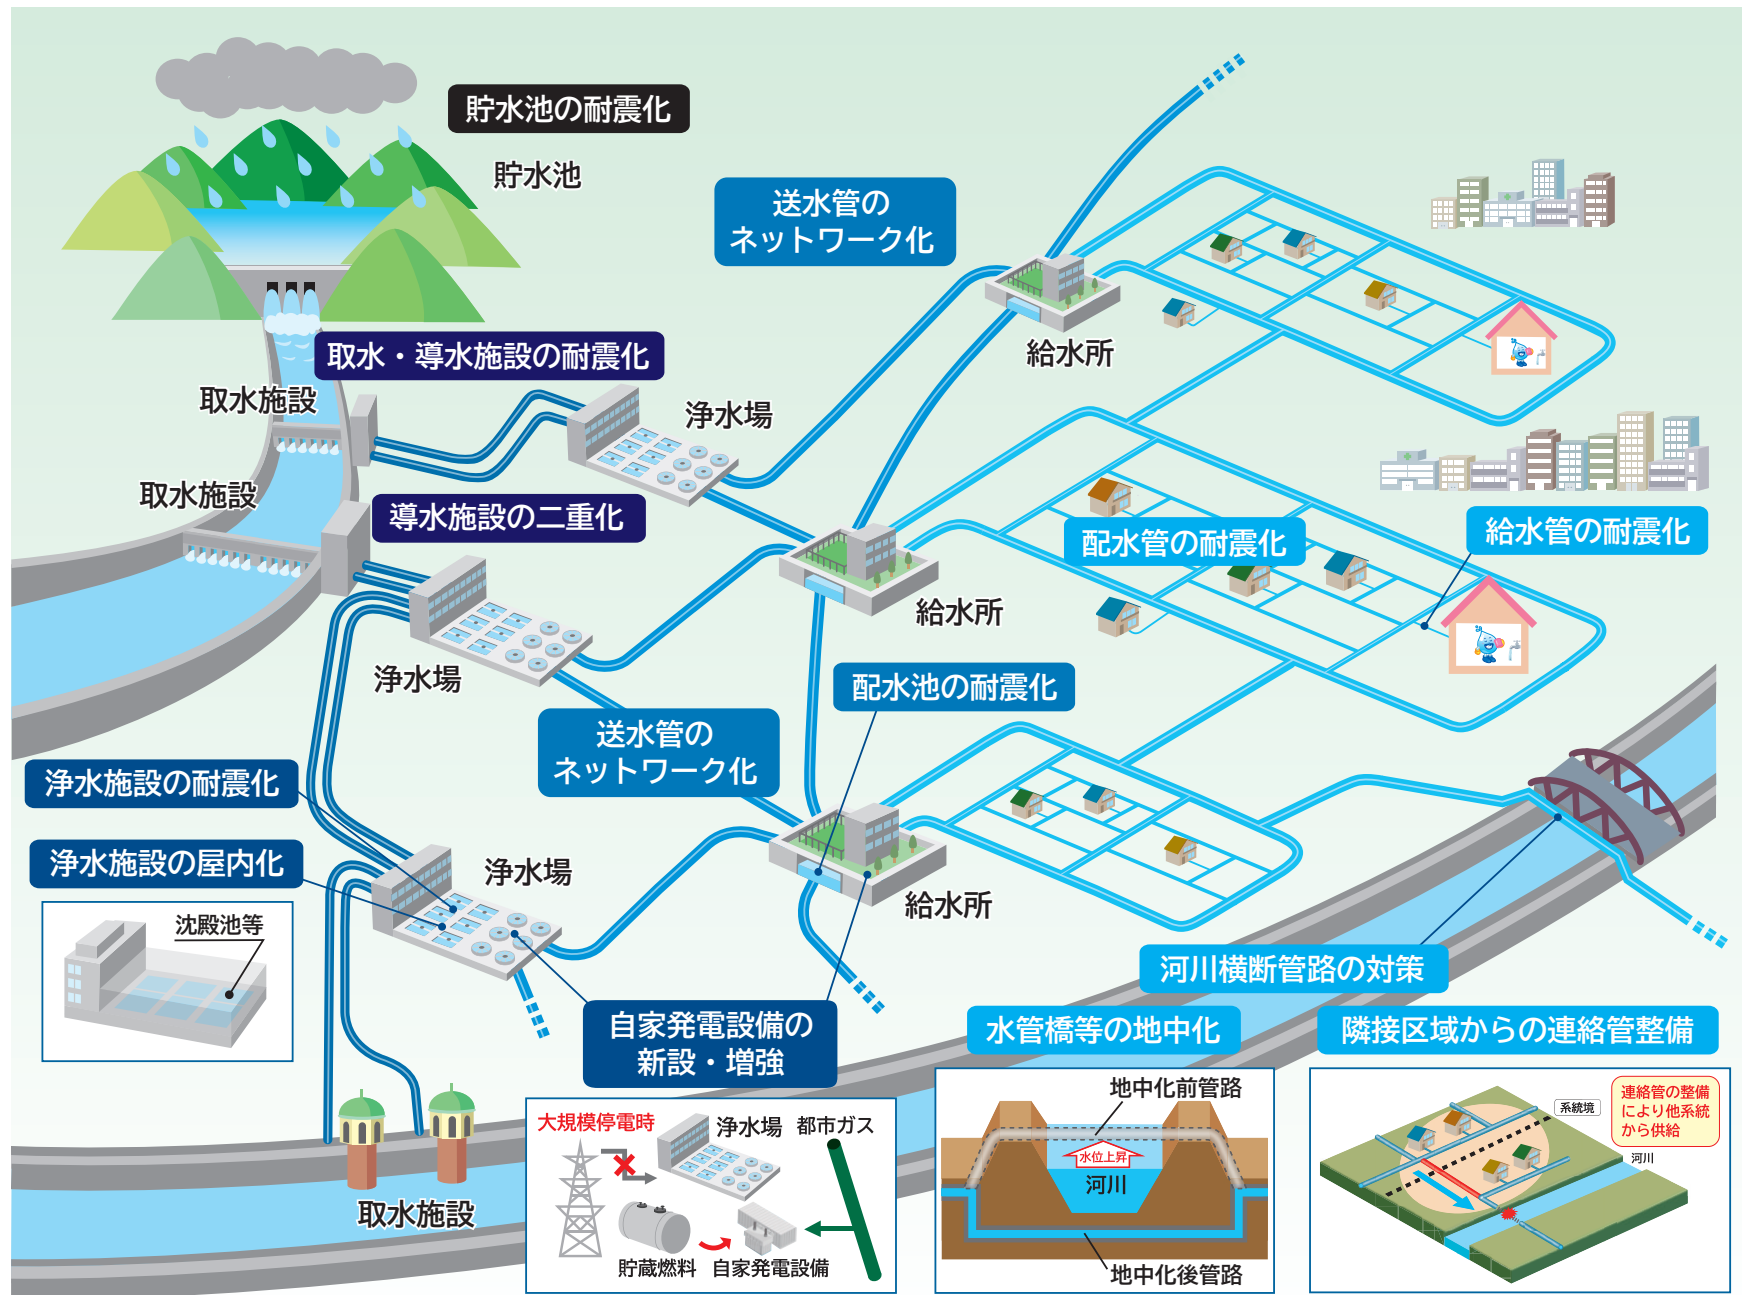 貯水池の耐震化
貯水池
送水管の
ネットワーク化
取水・導水施設の耐震化
取水施設
浄水場
給水所
取水施設
導水施設の二重化
配水管の耐震化
給水管の耐震化
給水所
浄水場
配水池の耐震化
送水管の
ネットワーク化
浄水施設の耐震化
浄水施設の屋内化
浄水場
給水所
沈殿池等
河川横断管路の対策
自家発電設備の
新設・増強
水管橋等の地中化
隣接区域からの連絡管整備
取水施設
大規模停電時
浄水場
都市ガス
貯蔵燃料
自家発電設備
地中化前管路
水位上昇
河川
地中化後管路
系統境
連絡管の整備
により他系統
から供給
河川